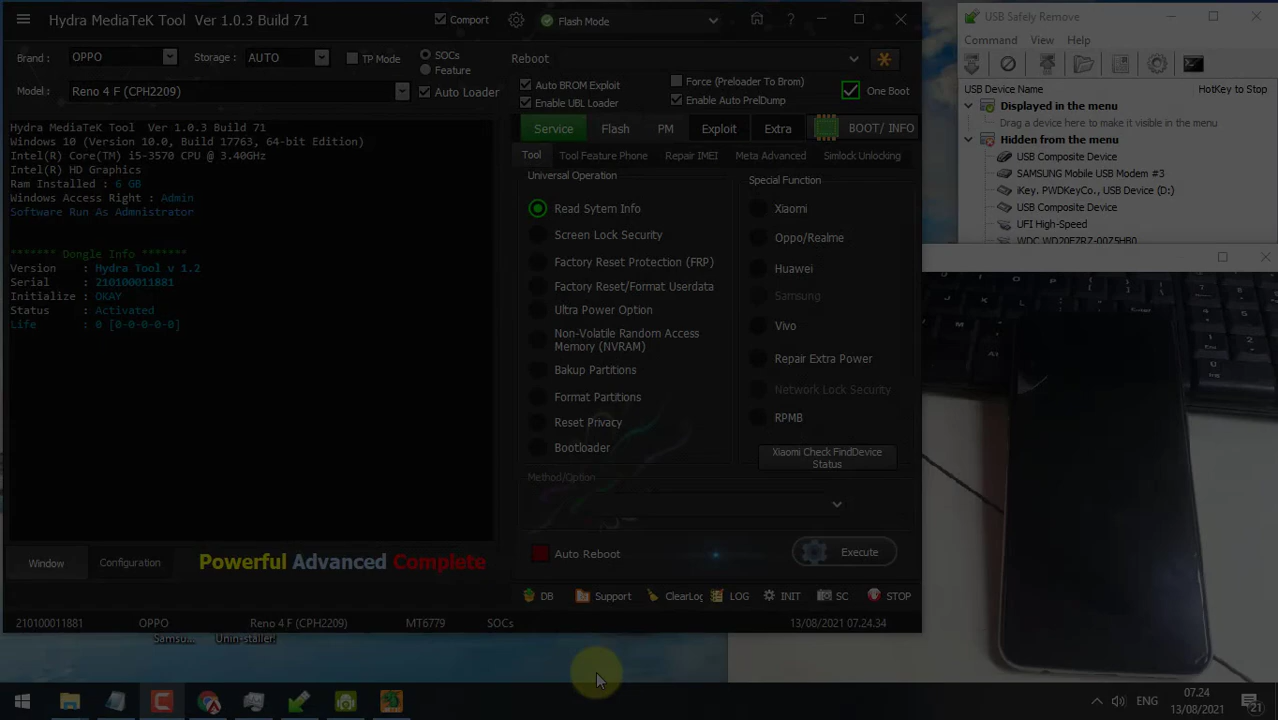 Hydra MediaTeK Tool Ver 1.0.3 Build 71
Comport
Flash Mode
?
Brand :
OPPO
Storage :
AUTO
TP Mode
SOCs
Feature
Reboot
Model :
Reno 4 F (CPH2209)
Auto Loader
Auto BROM Exploit
Enable UBL Loader
Force (Preloader To Brom)
Enable Auto PrelDump
One Boot
Hydra MediaTeK Tool Ver 1.0.3 Build 71
Windows 10 (Version 10.0, Build 17763, 64-bit Edition)
Intel(R) Core(TM) i5-3570 CPU @ 3.40GHz
Intel(R) HD Graphics
Ram Installed : 6 GB
Windows Access Right : Admin
Software Run As Admnistrator
******* Dongle Info *******
Version : Hydra Tool v 1.2
Serial : 210100011881
Initialize : OKAY
Status : Activated
Life : 0 [0-0-0-0-0]
Window
Configuration
Powerful Advanced Complete
Service
Flash
PM
Exploit
Extra
BOOT/ INFO
Tool
Tool Feature Phone
Repair IMEI
Meta Advanced
Simlock Unlocking
Universal Operation
Read Sytem Info
Screen Lock Security
Factory Reset Protection (FRP)
Factory Reset/Format Userdata
Ultra Power Option
Non-Volatile Random Access
Memory (NVRAM)
Bakup Partitions
Format Partitions
Reset Privacy
Bootloader
Special Function
Xiaomi
Oppo/Realme
Huawei
Samsung
Vivo
Repair Extra Power
Network Lock Security
RPMB
Xiaomi Check FindDevice
Status
Method/Option
Auto Reboot
Execute
DB
Support
ClearLog
LOG
INIT
SC
STOP
210100011881
OPPO
Reno 4 F (CPH2209)
MT6779
SOCs
13/08/2021 07.24.34
USB Safely Remove
Command View Help
USB Device Name
HotKey to Stop
Displayed in the menu
Drag a device here to make it visible in the menu
Hidden from the menu
USB Composite Device
SAMSUNG Mobile USB Modem #3
iKey. PWDKeyCo., USB Device (D:)
USB Composite Device
UFI High-Speed
WDC WD20EZRZ-00Z5HB0
Samsu...
Unin-staller!
ENG
07.24
13/08/2021
21